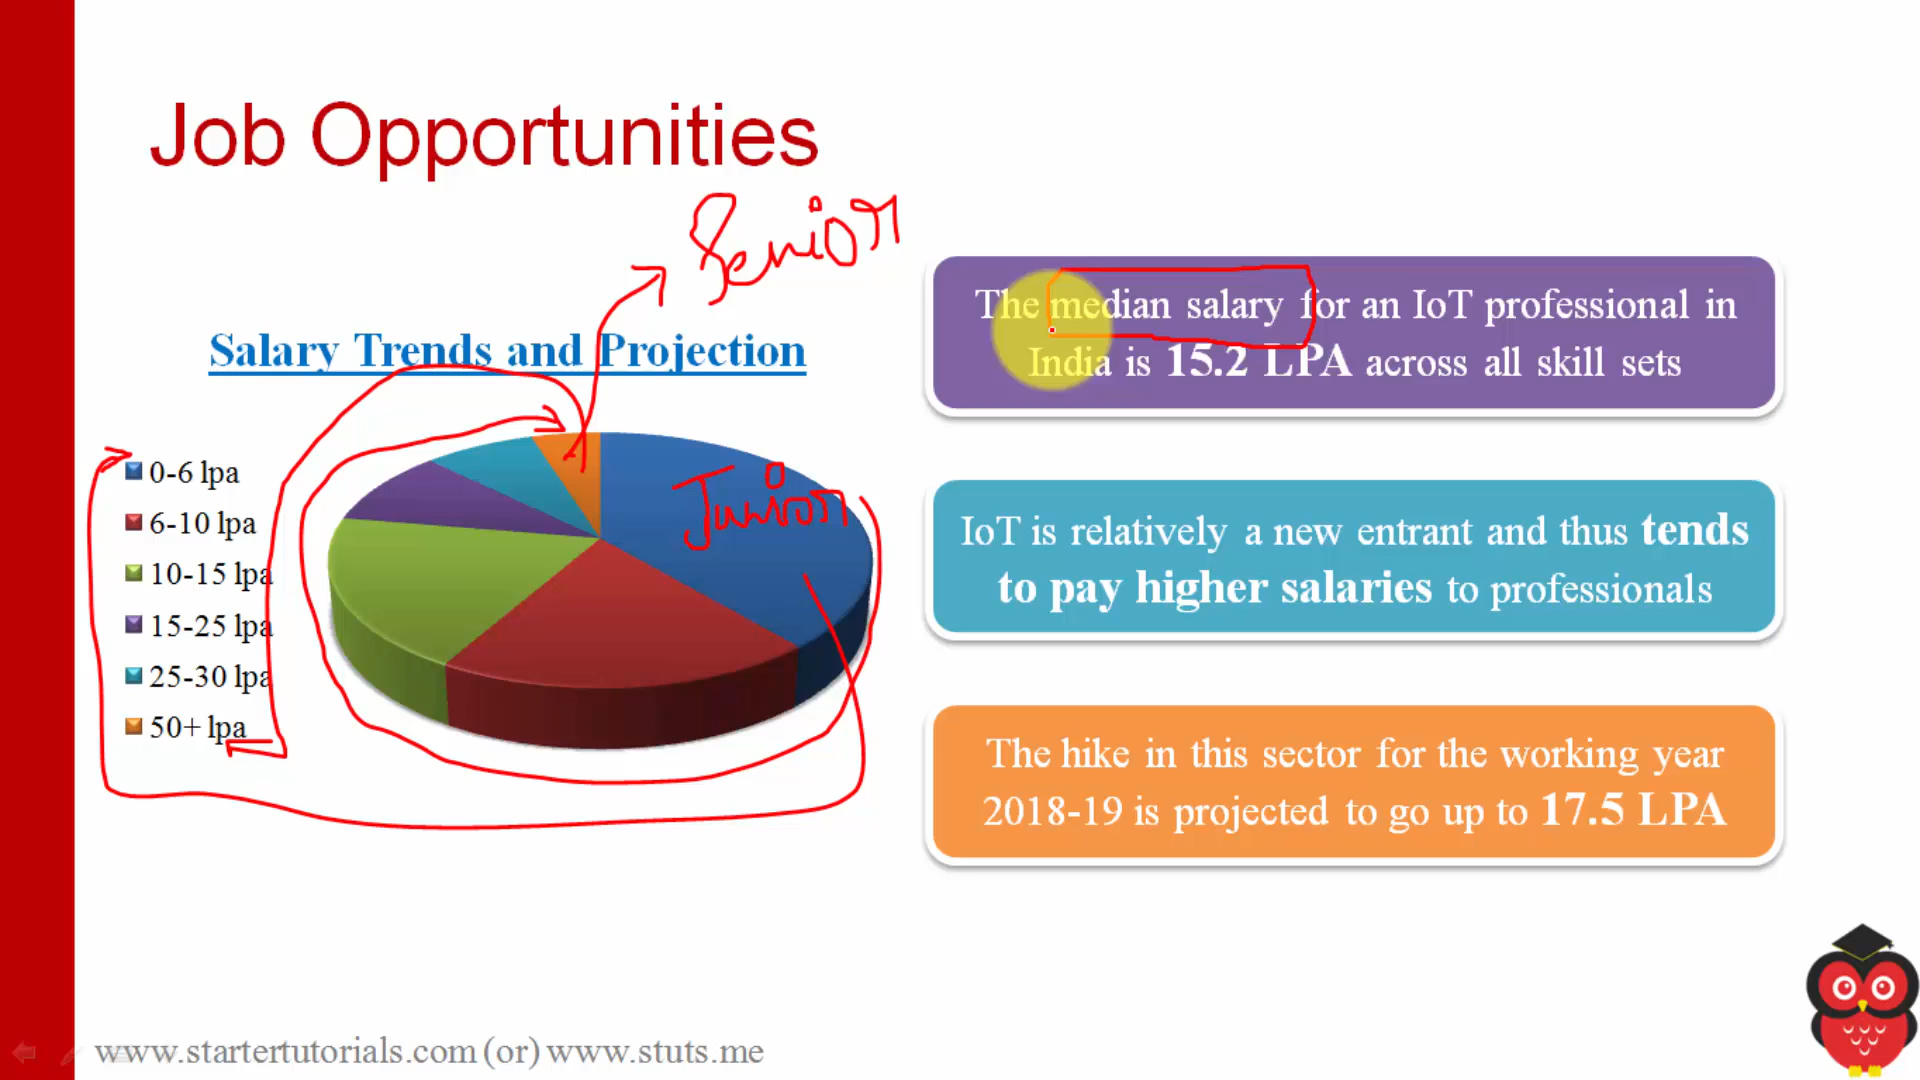 Job Opportunities
Senior
Salary Trends and Projection
0-6 lpa
6-10 lpa
10-15 lpa
15-25 lpa
25-30 lpa
50+ lpa
Junior
The median salary for an IoT professional in
India is 15.2 LPA across all skill sets
IoT is relatively a new entrant and thus tends
to pay higher salaries to professionals
The hike in this sector for the working year
2018-19 is projected to go up to 17.5 LPA
www.startertutorials.com (or) www.stuts.me